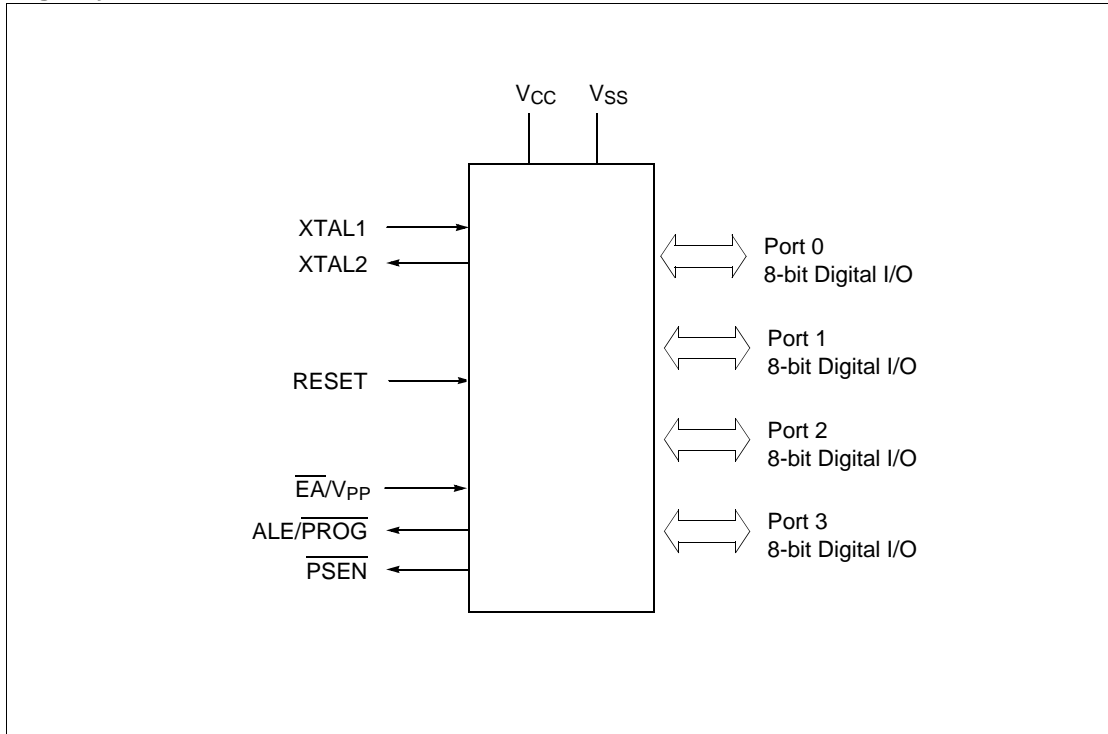 VCC VSS
XTAL1
XTAL2
RESET
EA/VPP
ALE/PROG
PSEN
Port 0
8-bit Digital I/O
Port 1
8-bit Digital I/O
Port 2
8-bit Digital I/O
Port 3
8-bit Digital I/O